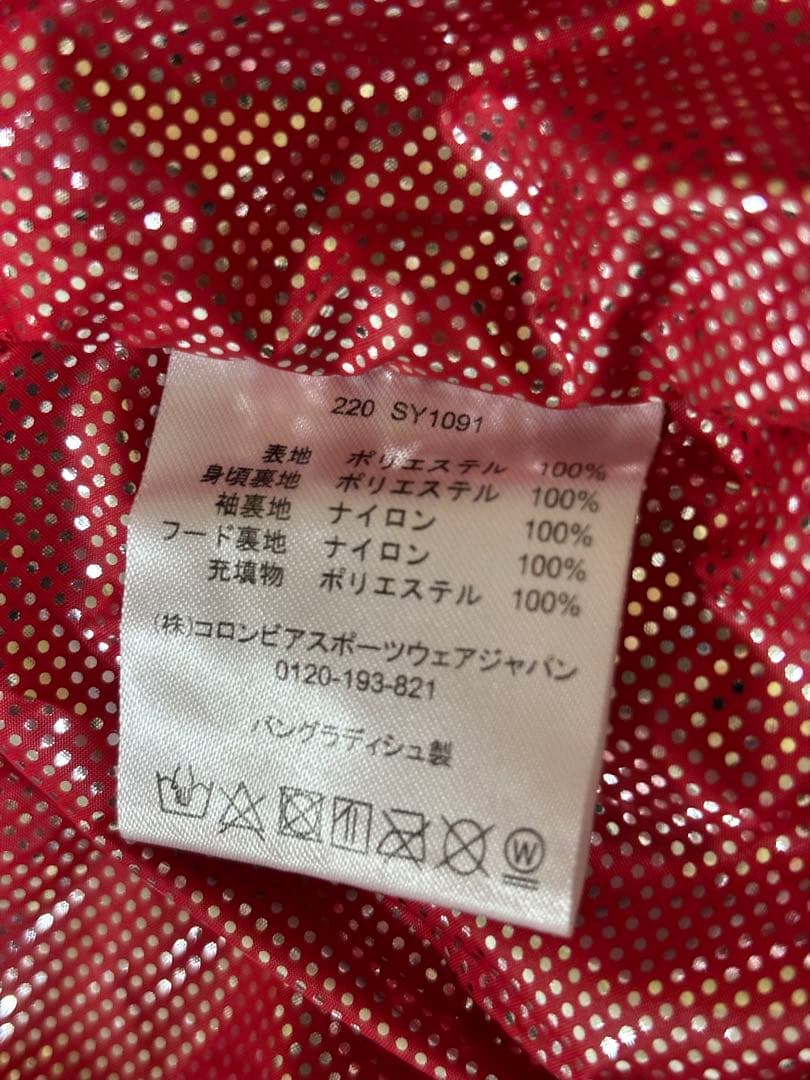 220 SY1091
表地 ポリエステル 100%
身頃裏地 ポリエステル 100%
袖裏地 ナイロン 100%
フード裏地 ナイロン 100%
充填物 ポリエステル 100%
(株)コロンビアスポーツウェアジャパン
0120-193-821
バングラディシュ製
W